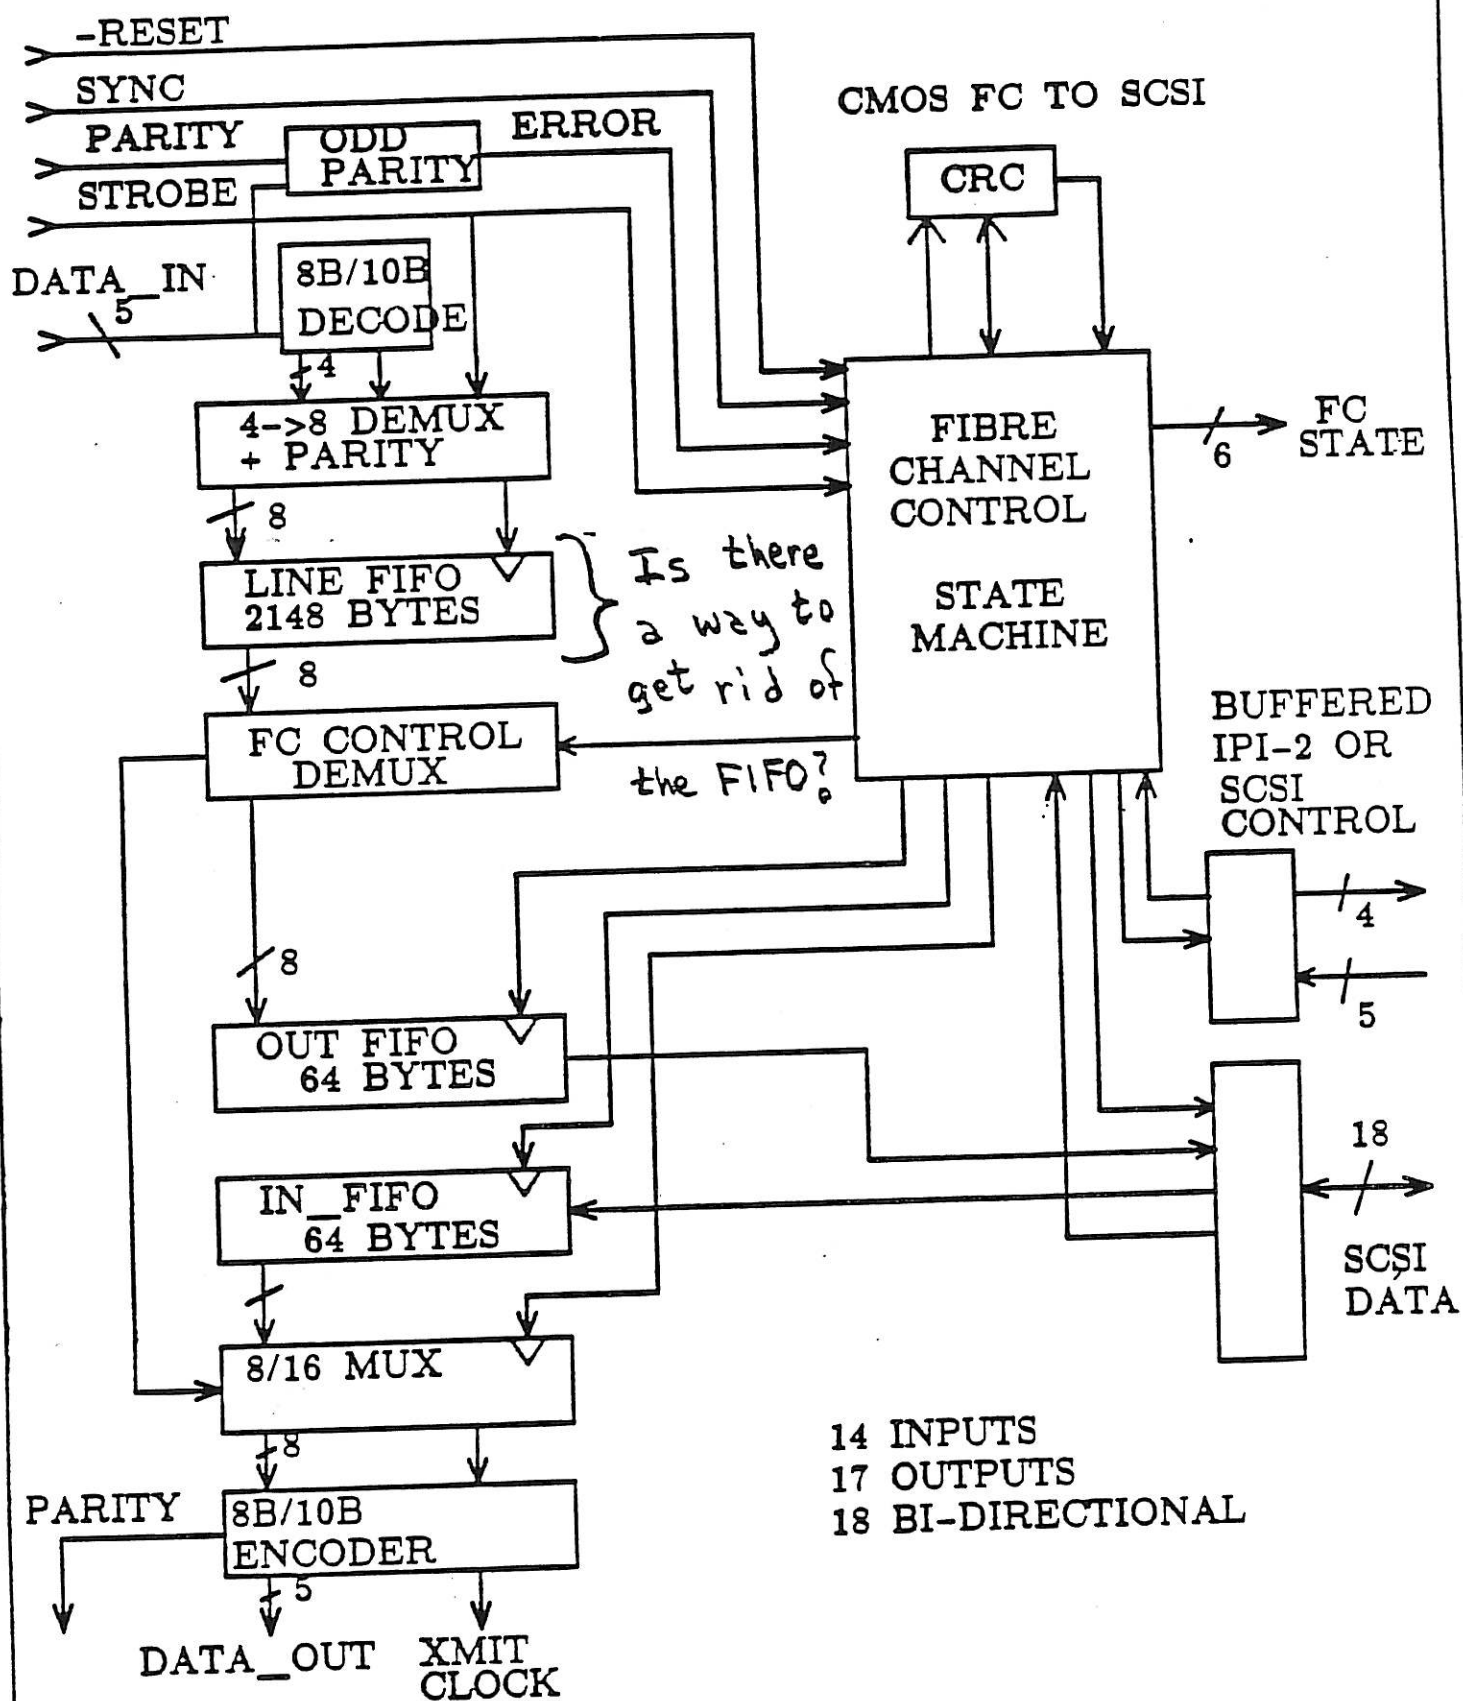 -RESET
SYNC
PARITY
ODD
PARITY
ERROR
STROBE
DATA_IN
5
8B/10B
DECODE
4
4->8 DEMUX
+ PARITY
8
LINE FIFO
2148 BYTES
8
FC CONTROL
DEMUX
8
OUT FIFO
64 BYTES
IN_FIFO
64 BYTES
8/16 MUX
8
8B/10B
ENCODER
PARITY
5
DATA_OUT
XMIT
CLOCK
Is there
a way to
get rid of
the FIFO?
CMOS FC TO SCSI
CRC
FIBRE
CHANNEL
CONTROL
STATE
MACHINE
6
FC
STATE
BUFFERED
IPI-2 OR
SCSI
CONTROL
4
5
18
SCSI
DATA
14 INPUTS
17 OUTPUTS
18 BI-DIRECTIONAL